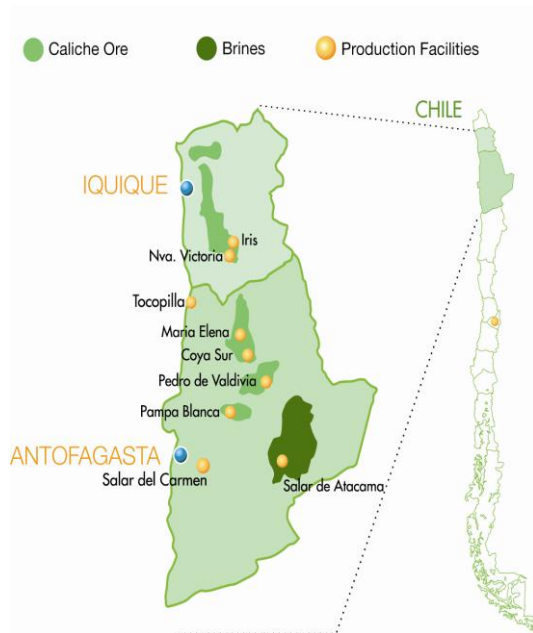 Caliche Ore
Brines
Production Facilities
CHILE
IQUIQUE
Iris
Nva. Victoria
Tocopilla
Maria Elena
Coya Sur
Pedro de Valdivia
Pampa Blanca
ANTOFAGASTA
Salar del Carmen
Salar de Atacama